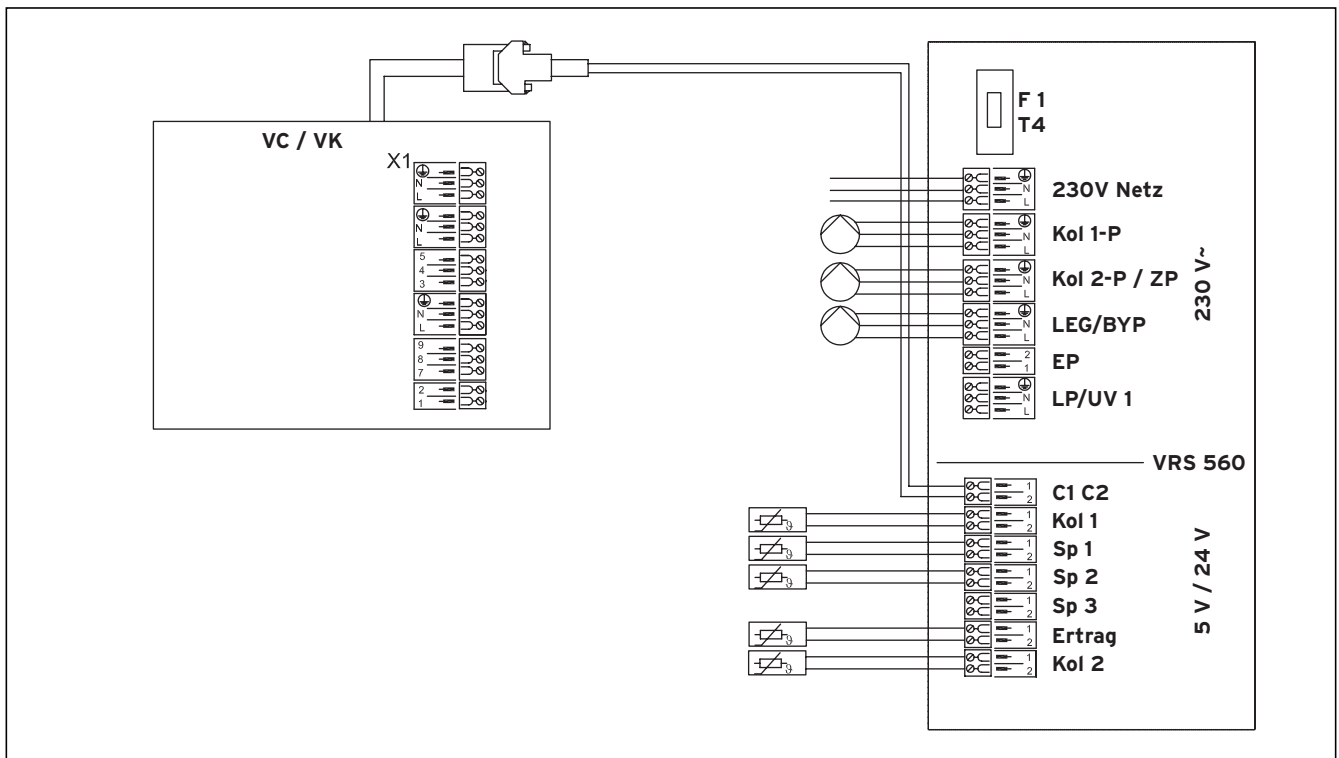 VC / VK
X1
N
L
N
L
5
4
3
N
L
9
8
7
2
1
F 1
T4
N
L
230V Netz
N
L
Kol 1-P
N
L
Kol 2-P / ZP
N
L
LEG/BYP
2
1
EP
N
L
LP/UV 1
230 V~
VRS 560
1
2
C1 C2
ϑ
1
2
Kol 1
ϑ
1
2
Sp 1
ϑ
1
2
Sp 2
1
2
Sp 3
ϑ
1
2
Ertrag
ϑ
1
2
Kol 2
5 V / 24 V